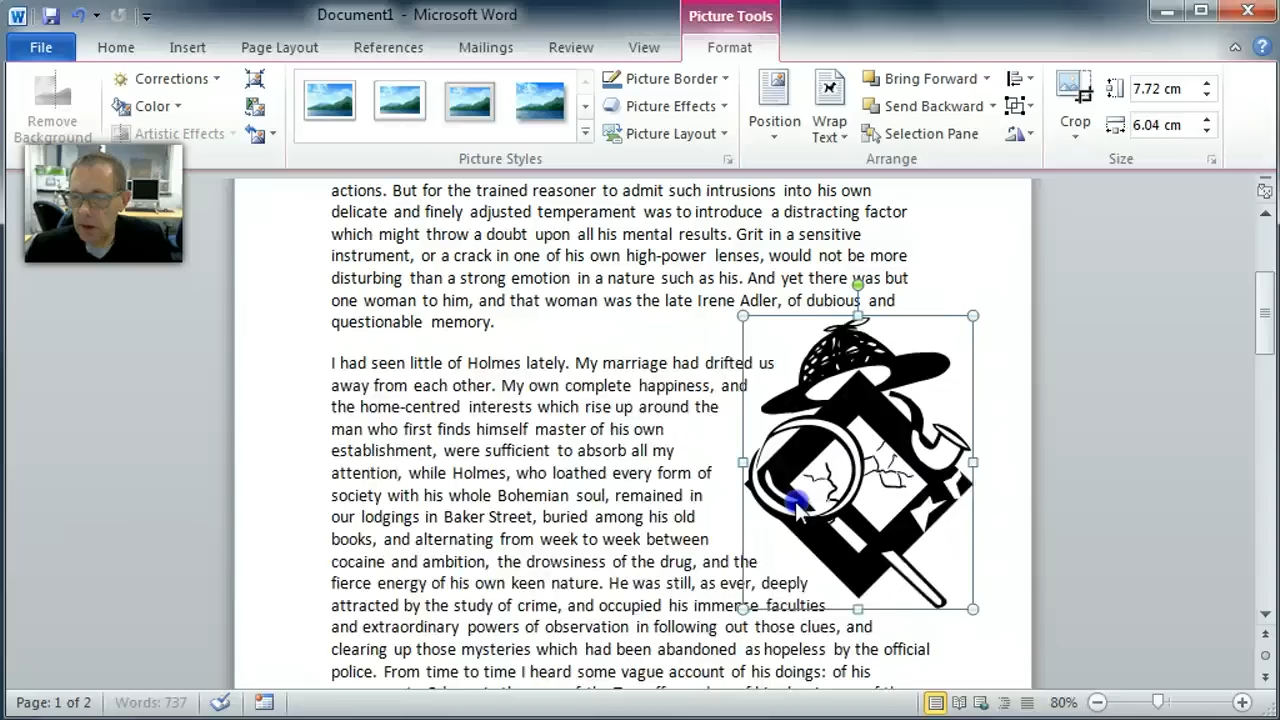 Document1 - Microsoft Word
Picture Tools
File Home Insert Page Layout References Mailings Review View Format
Remove Background
Corrections
Color
Artistic Effects
Picture Styles
Picture Border
Picture Effects
Picture Layout
Position
Wrap Text
Bring Forward
Send Backward
Selection Pane
Arrange
Crop
7.72 cm
6.04 cm
Size
actions. But for the trained reasoner to admit such intrusions into his own
delicate and finely adjusted temperament was to introduce a distracting factor
which might throw a doubt upon all his mental results. Grit in a sensitive
instrument, or a crack in one of his own high-power lenses, would not be more
disturbing than a strong emotion in a nature such as his. And yet there was but
one woman to him, and that woman was the late Irene Adler, of dubious and
questionable memory.
I had seen little of Holmes lately. My marriage had drifted us
away from each other. My own complete happiness, and
the home-centred interests which rise up around the
man who first finds himself master of his own
establishment, were sufficient to absorb all my
attention, while Holmes, who loathed every form of
society with his whole Bohemian soul, remained in
our lodgings in Baker Street, buried among his old
books, and alternating from week to week between
cocaine and ambition, the drowsiness of the drug, and the
fierce energy of his own keen nature. He was still, as ever, deeply
attracted by the study of crime, and occupied his immense faculties
and extraordinary powers of observation in following out those clues, and
clearing up those mysteries which had been abandoned as hopeless by the official
police. From time to time I heard some vague account of his doings: of his
Page: 1 of 2
Words: 737
80%